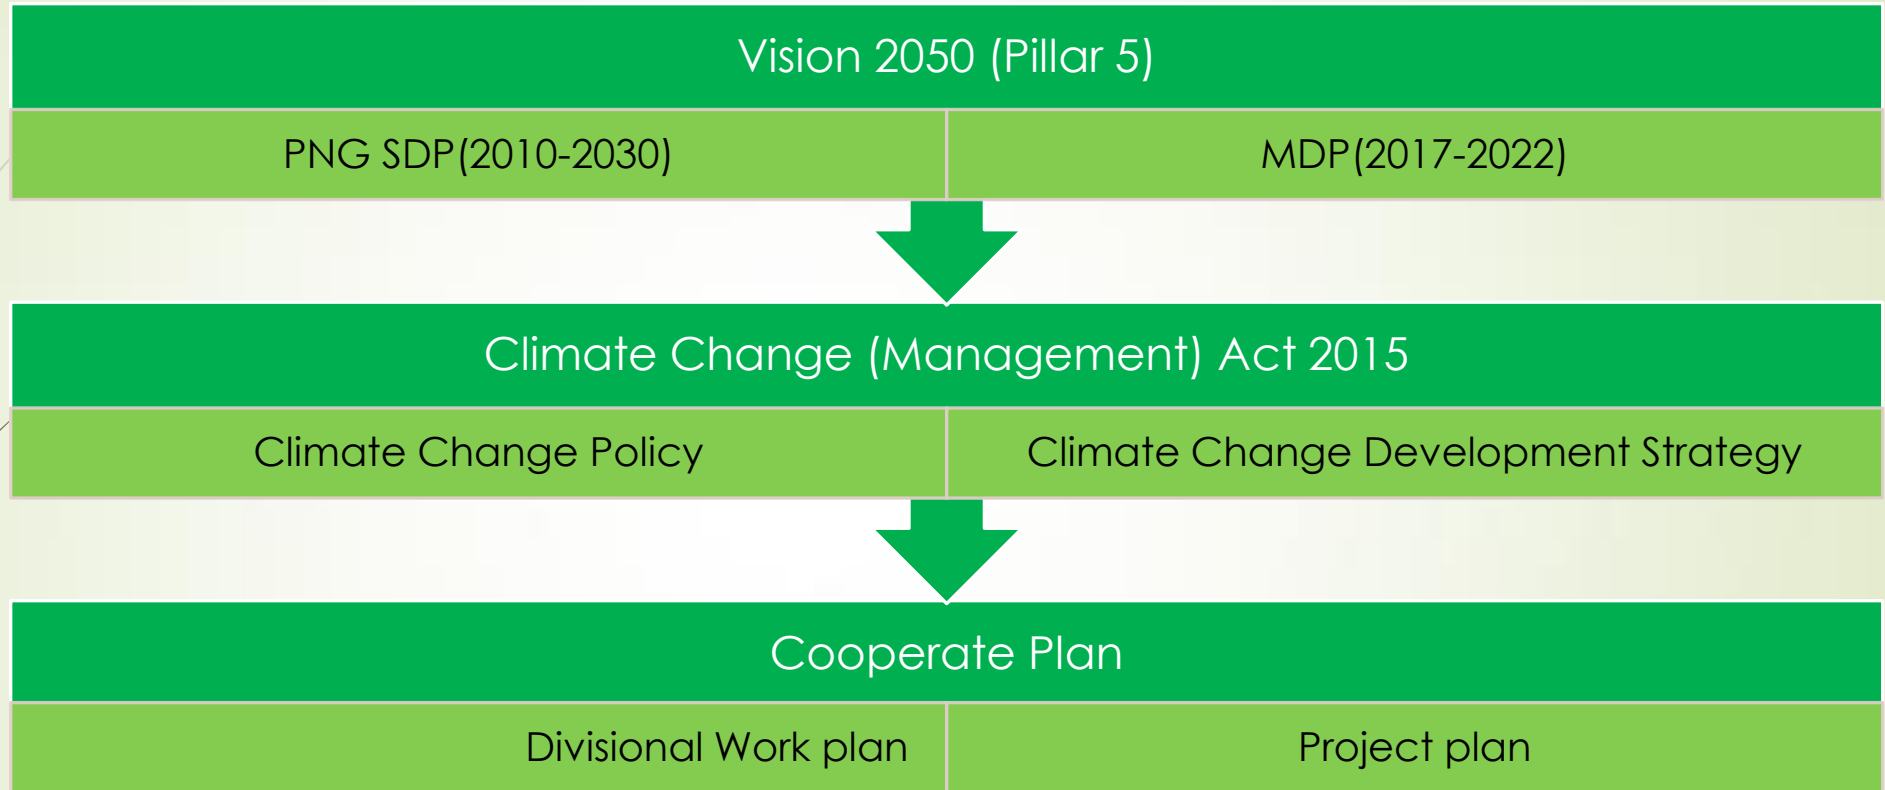 Vision 2050 (Pillar 5)
PNG SDP(2010-2030)
MDP(2017-2022)
Climate Change (Management) Act 2015
Climate Change Policy
Climate Change Development Strategy
Cooperate Plan
Divisional Work plan
Project plan